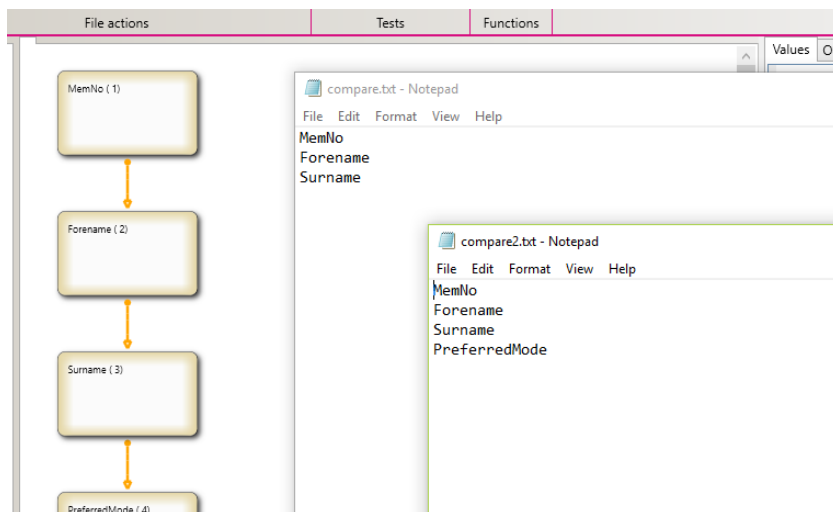 File actions
Tests
Functions
Values
O
MemNo ( 1)
Forename ( 2)
Surname ( 3)
PreferredMode ( 4)
compare.txt - Notepad
File Edit Format View Help
MemNo
Forename
Surname
compare2.txt - Notepad
File Edit Format View Help
MemNo
Forename
Surname
PreferredMode